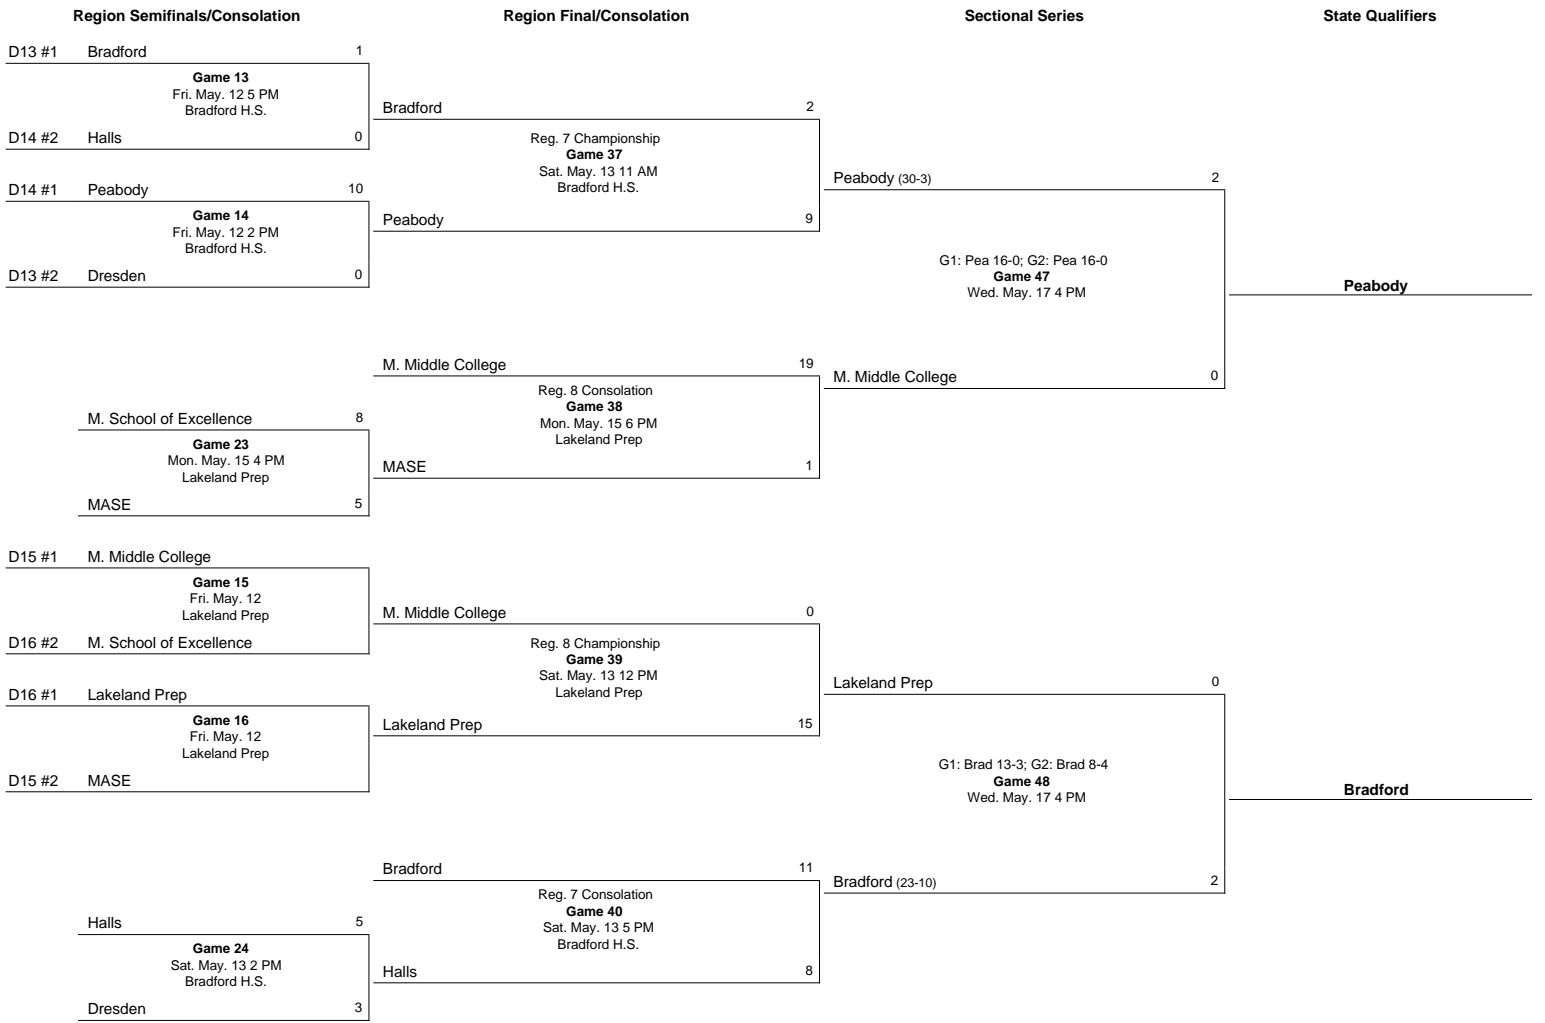 Region Semifinals/Consolation
Region Final/Consolation
Sectional Series
State Qualifiers
D13 #1 Bradford 1
Game 13
Fri. May. 12 5 PM
Bradford H.S.
D14 #2 Halls 0
D14 #1 Peabody 10
Game 14
Fri. May. 12 2 PM
Bradford H.S.
D13 #2 Dresden 0
M. School of Excellence 8
Game 23
Mon. May. 15 4 PM
Lakeland Prep
MASE 5
D15 #1 M. Middle College
Game 15
Fri. May. 12
Lakeland Prep
D16 #2 M. School of Excellence
D16 #1 Lakeland Prep
Game 16
Fri. May. 12
Lakeland Prep
D15 #2 MASE
Halls 5
Game 24
Sat. May. 13 2 PM
Bradford H.S.
Dresden 3
Bradford 2
Reg. 7 Championship
Game 37
Sat. May. 13 11 AM
Bradford H.S.
Peabody 9
M. Middle College 19
Reg. 8 Consolation
Game 38
Mon. May. 15 6 PM
Lakeland Prep
MASE 1
M. Middle College 0
Reg. 8 Championship
Game 39
Sat. May. 13 12 PM
Lakeland Prep
Lakeland Prep 15
Bradford 11
Reg. 7 Consolation
Game 40
Sat. May. 13 5 PM
Bradford H.S.
Halls 8
Peabody (30-3) 2
G1: Pea 16-0; G2: Pea 16-0
Game 47
Wed. May. 17 4 PM
M. Middle College 0
Lakeland Prep 0
G1: Brad 13-3; G2: Brad 8-4
Game 48
Wed. May. 17 4 PM
Bradford (23-10) 2
Peabody
Bradford